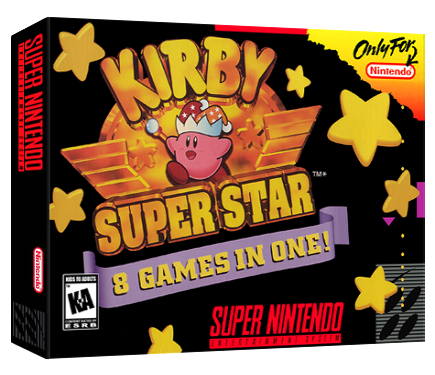 SUPER NINTENDO
Nintendo
Only For
Nintendo
KIRBY
SUPER STAR
TM
8 GAMES IN ONE!
KIDS TO ADULTS
K-A
ESRB
SUPER NINTENDO
ENTERTAINMENT SYSTEM